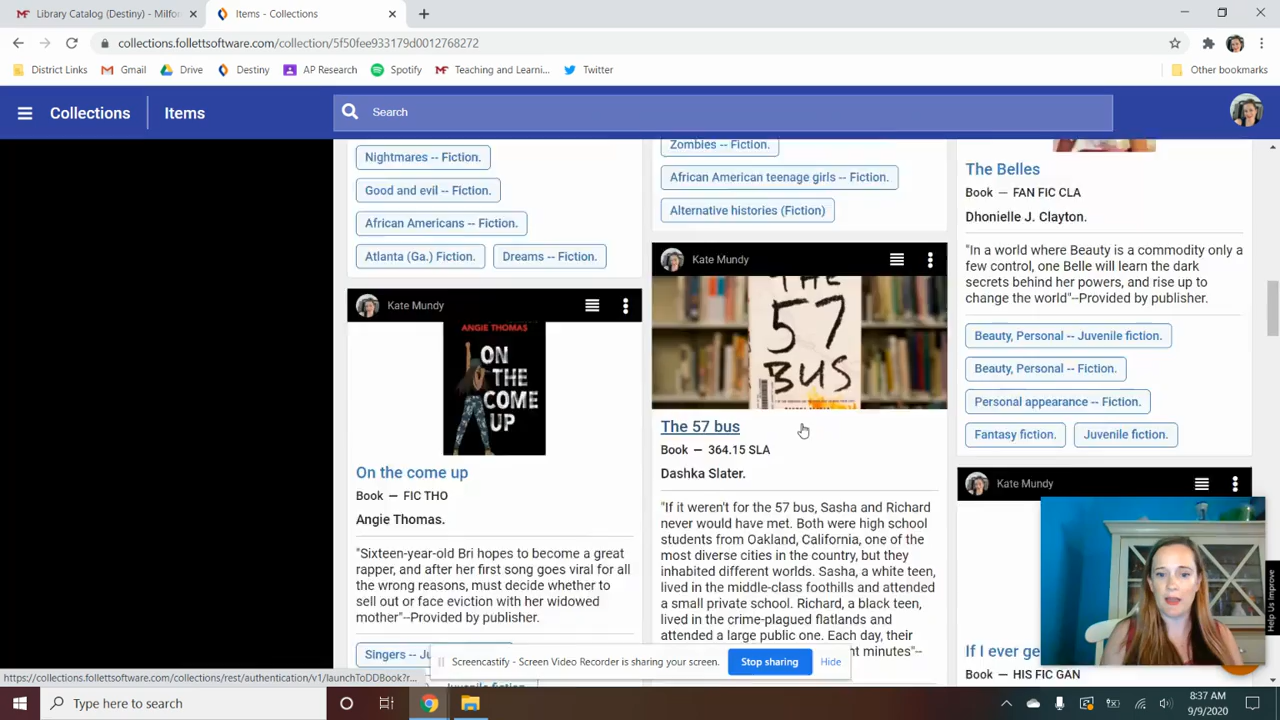 Library Catalog (Destiny) - Milfor
Items - Collections
collections.follettsoftware.com/collection/5f50fee933179d0012768272
District Links
Gmail
Drive
Destiny
AP Research
Spotify
Teaching and Learni...
Twitter
Other bookmarks
Collections
Items
Search
Nightmares -- Fiction.
Good and evil -- Fiction.
African Americans -- Fiction.
Atlanta (Ga.) Fiction.
Dreams -- Fiction.
Kate Mundy
ANGIE THOMAS
ON
THE
COME
UP
On the come up
Book — FIC THO
Angie Thomas.
"Sixteen-year-old Bri hopes to become a great
rapper, and after her first song goes viral for all
the wrong reasons, must decide whether to
sell out or face eviction with her widowed
mother"--Provided by publisher.
Singers -- Ju
Juvenile fiction
Zombies -- Fiction.
African American teenage girls -- Fiction.
Alternative histories (Fiction)
Kate Mundy
THE
57
BUS
The 57 bus
Book — 364.15 SLA
Dashka Slater.
"If it weren't for the 57 bus, Sasha and Richard
never would have met. Both were high school
students from Oakland, California, one of the
most diverse cities in the country, but they
inhabited different worlds. Sasha, a white teen,
lived in the middle-class foothills and attended
a small private school. Richard, a black teen,
lived in the crime-plagued flatlands and
attended a large public one. Each day, their
nt minutes"--
The Belles
Book — FAN FIC CLA
Dhonielle J. Clayton.
"In a world where Beauty is a commodity only a
few control, one Belle will learn the dark
secrets behind her powers, and rise up to
change the world"--Provided by publisher.
Beauty, Personal -- Juvenile fiction.
Beauty, Personal -- Fiction.
Personal appearance -- Fiction.
Fantasy fiction.
Juvenile fiction.
Kate Mundy
If I ever ge
Book — HIS FIC GAN
Help Us Improve
Screencastify - Screen Video Recorder is sharing your screen.
Stop sharing
Hide
https://collections.follettsoftware.com/collections/rest/authentication/v1/launchToDDBook?r...
Type here to search
8:37 AM
9/9/2020